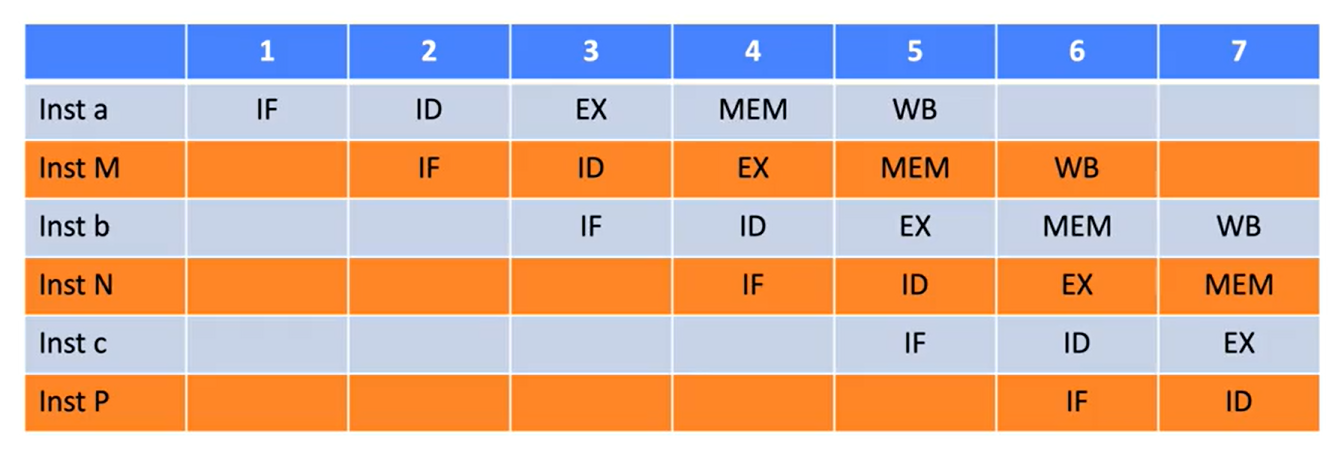 1 2 3 4 5 6 7
Inst a IF ID EX MEM WB
Inst M IF ID EX MEM WB
Inst b IF ID EX MEM WB
Inst N IF ID EX MEM
Inst c IF ID EX
Inst P IF ID